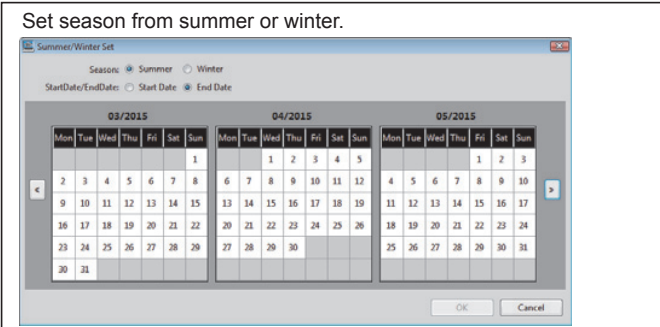 Set season from summer or winter.
Summer/Winter Set
Season: Summer Winter
StartDate/EndDate: Start Date End Date
03/2015 04/2015 05/2015
Mon Tue Wed Thu Fri Sat Sun Mon Tue Wed Thu Fri Sat Sun Mon Tue Wed Thu Fri Sat Sun
1 1 2 3 4 5 1 2 3
« 2 3 4 5 6 7 8 6 7 8 9 10 11 12 4 5 6 7 8 9 10 »
9 10 11 12 13 14 15 13 14 15 16 17 18 19 11 12 13 14 15 16 17
16 17 18 19 20 21 22 20 21 22 23 24 25 26 18 19 20 21 22 23 24
23 24 25 26 27 28 29 27 28 29 30 25 26 27 28 29 30 31
30 31
OK Cancel